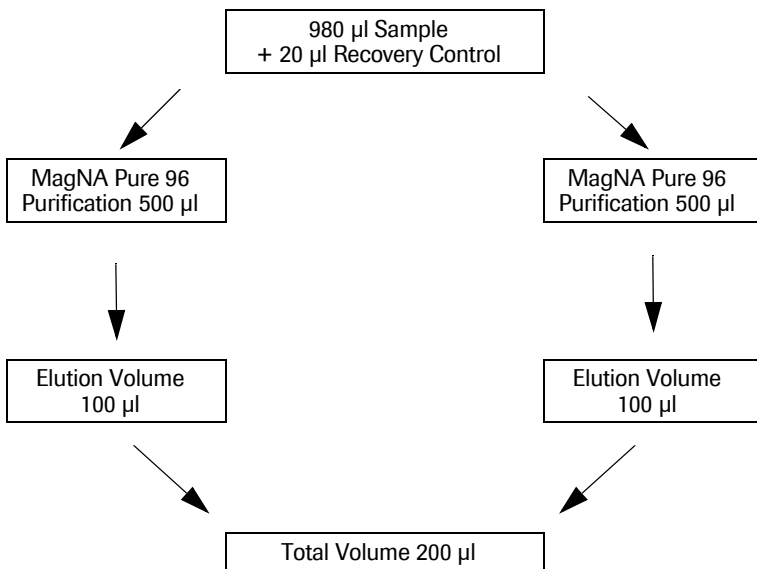 980 µl Sample
+ 20 µl Recovery Control
MagNA Pure 96
Purification 500 µl
MagNA Pure 96
Purification 500 µl
Elution Volume
100 µl
Elution Volume
100 µl
Total Volume 200 µl